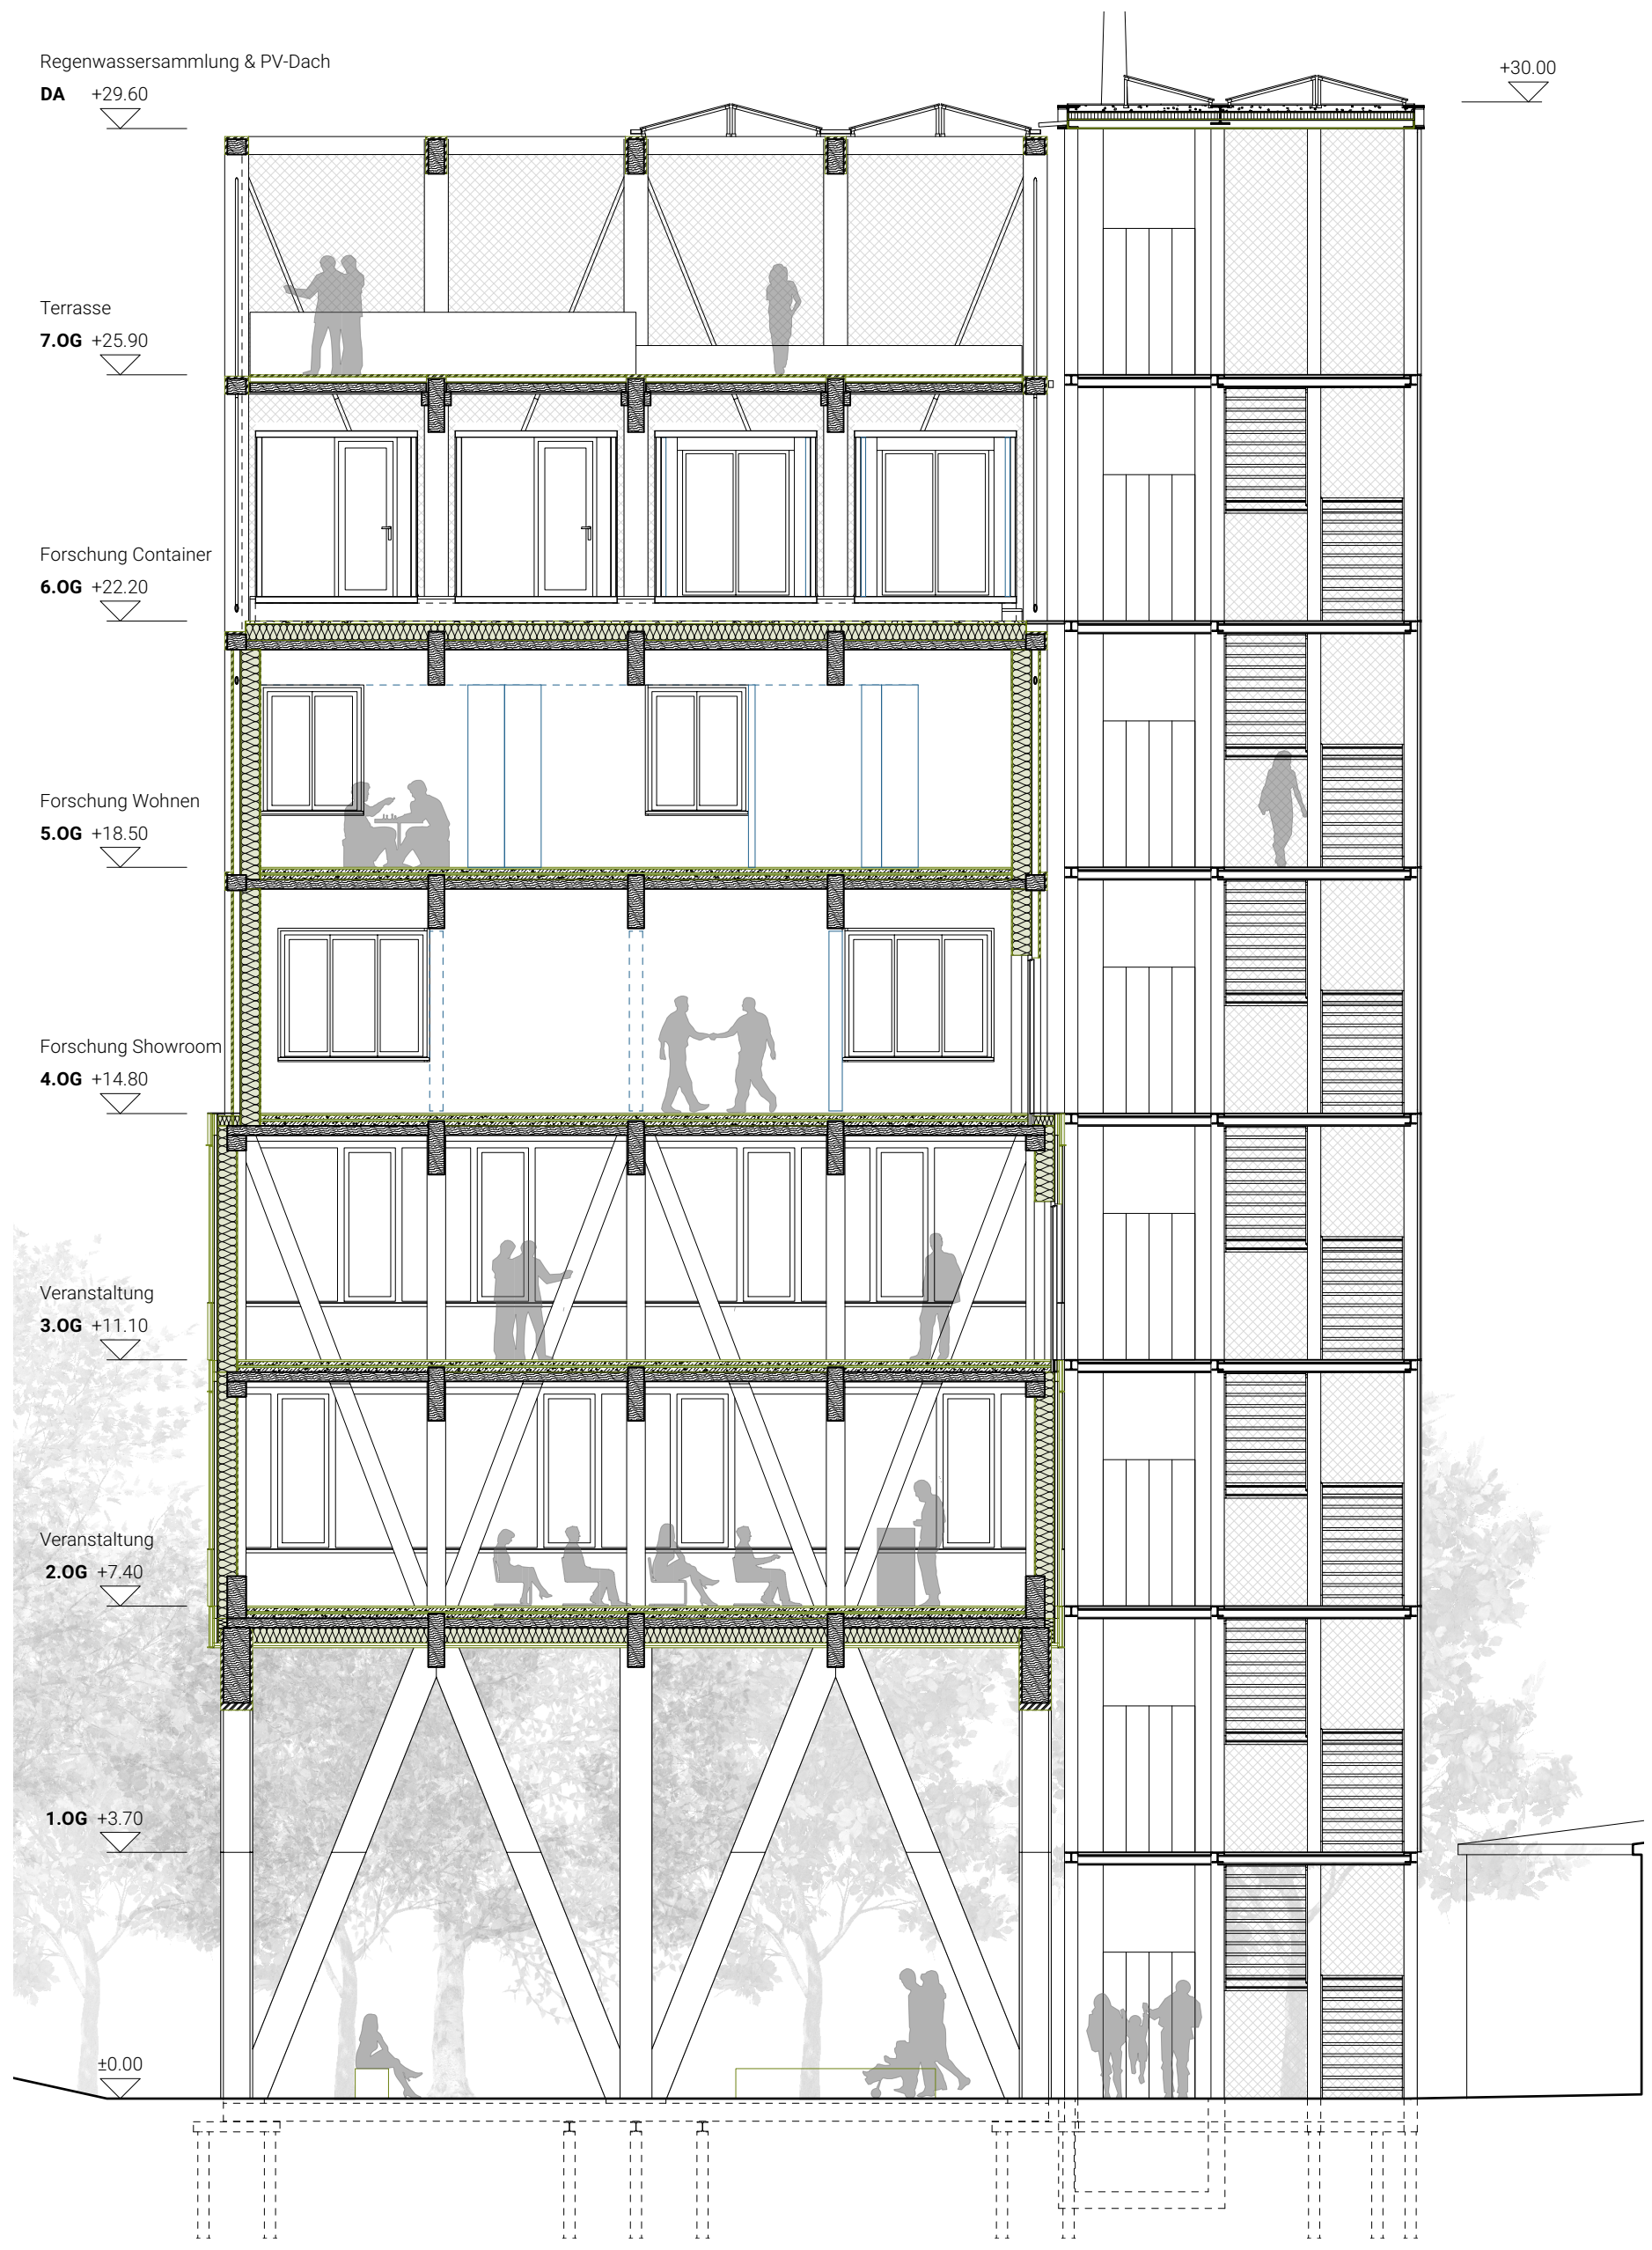 Regenwassersammlung & PV-Dach
DA +29.60
+30.00
Terrasse
7.OG +25.90
Forschung Container
6.OG +22.20
Forschung Wohnen
5.OG +18.50
Forschung Showroom
4.OG +14.80
Veranstaltung
3.OG +11.10
Veranstaltung
2.OG +7.40
1.OG +3.70
±0.00